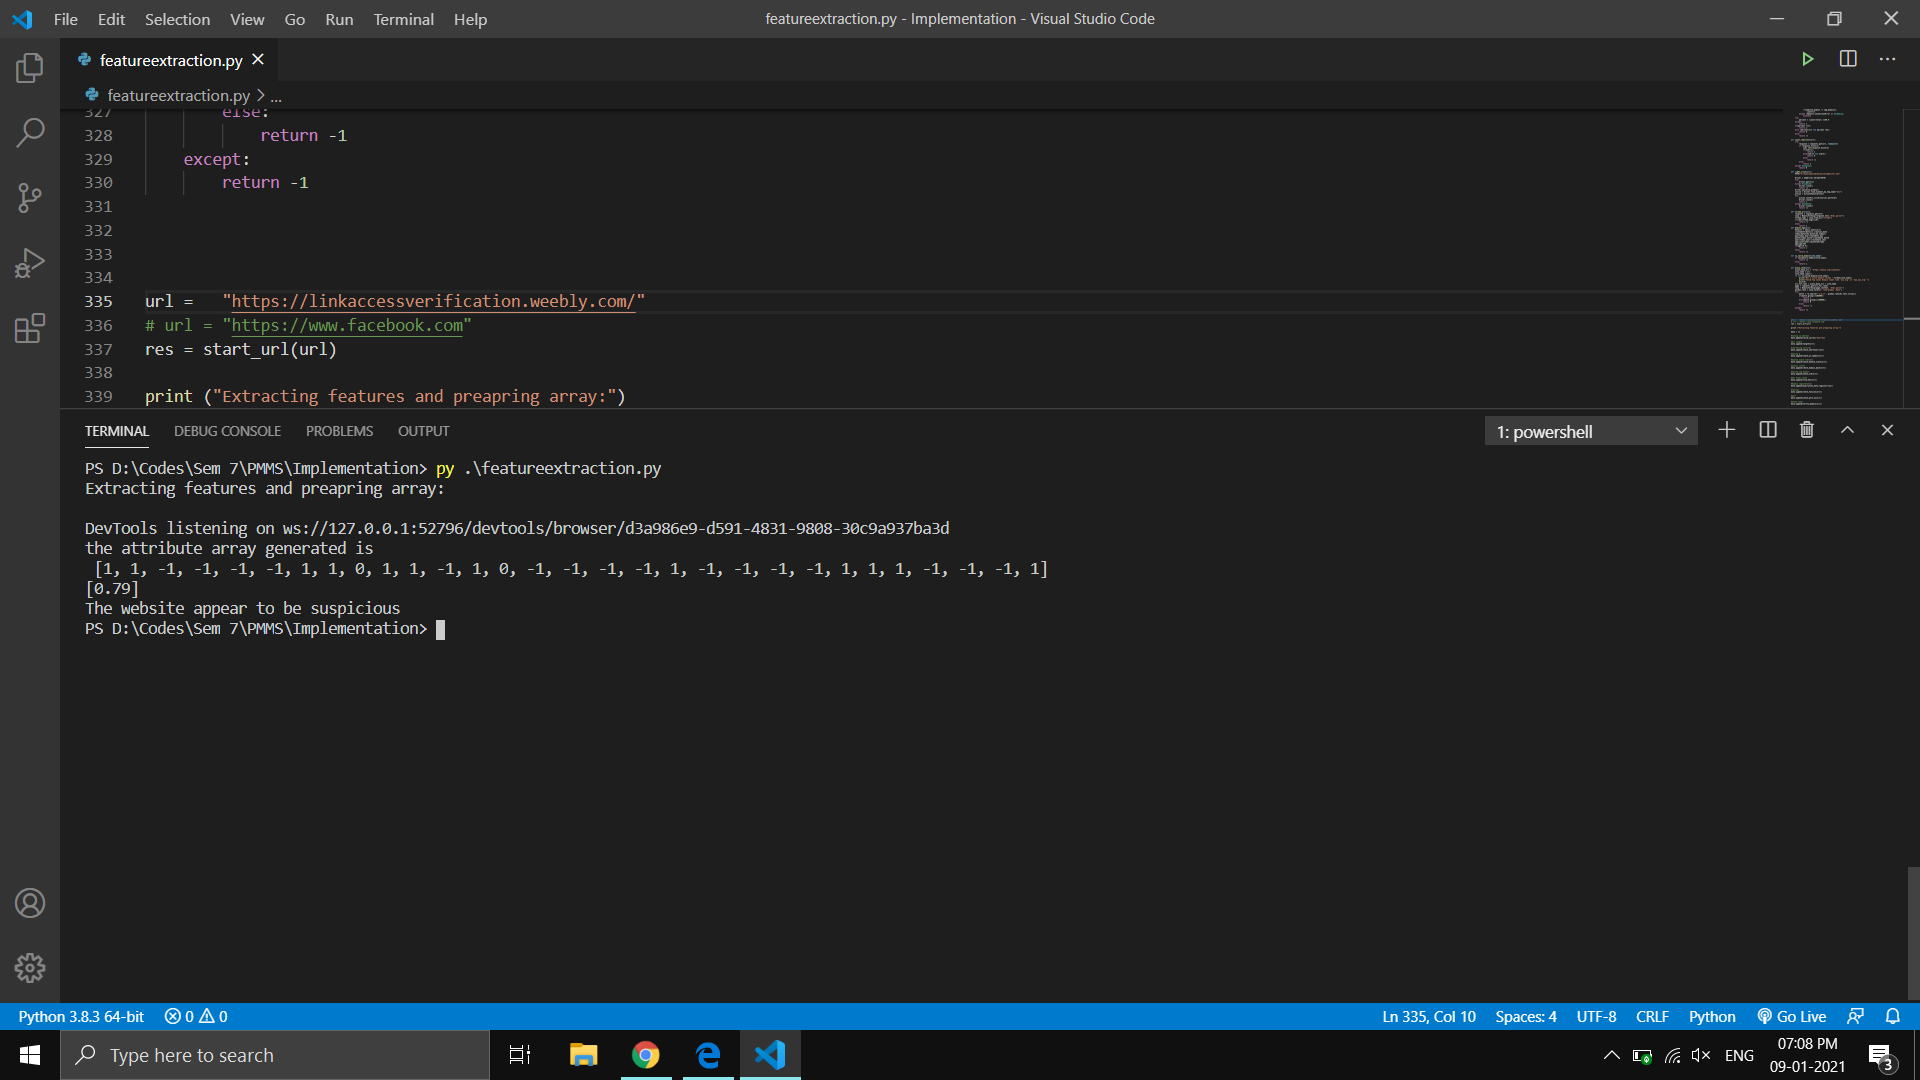 File Edit Selection View Go Run Terminal Help
featureextraction.py - Implementation - Visual Studio Code
featureextraction.py
featureextraction.py > ...
327 else:
328 return -1
329 except:
330 return -1
331
332
333
334
335 url = "https://linkaccessverification.weebly.com/"
336 # url = "https://www.facebook.com"
337 res = start_url(url)
338
339 print ("Extracting features and preapring array:")
TERMINAL DEBUG CONSOLE PROBLEMS OUTPUT
1: powershell
PS D:\Codes\Sem 7\PMMS\Implementation> py .\featureextraction.py
Extracting features and preapring array:
DevTools listening on ws://127.0.0.1:52796/devtools/browser/d3a986e9-d591-4831-9808-30c9a937ba3d
the attribute array generated is
[1, 1, -1, -1, -1, -1, 1, 1, 0, 1, 1, -1, 1, 0, -1, -1, -1, -1, 1, -1, -1, -1, -1, 1, 1, 1, -1, -1, -1, 1]
[0.79]
The website appear to be suspicious
PS D:\Codes\Sem 7\PMMS\Implementation>
Python 3.8.3 64-bit 0 0
Ln 335, Col 10 Spaces: 4 UTF-8 CRLF Python Go Live
Type here to search
ENG
07:08 PM
09-01-2021
3